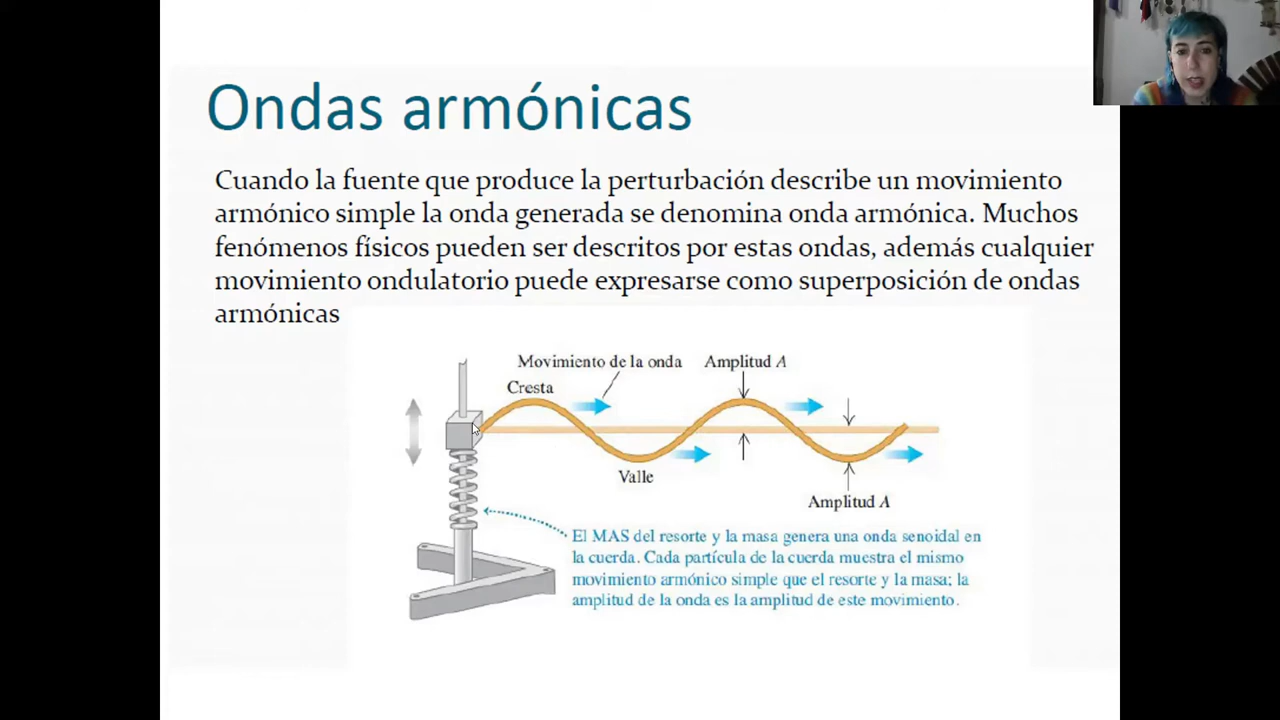 Ondas armónicas
Cuando la fuente que produce la perturbación describe un movimiento
armónico simple la onda generada se denomina onda armónica. Muchos
fenómenos físicos pueden ser descritos por estas ondas, además cualquier
movimiento ondulatorio puede expresarse como superposición de ondas
armónicas
Movimiento de la onda
Amplitud A
Cresta
Valle
Amplitud A
El MAS del resorte y la masa genera una onda senoidal en
la cuerda. Cada partícula de la cuerda muestra el mismo
movimiento armónico simple que el resorte y la masa; la
amplitud de la onda es la amplitud de este movimiento.